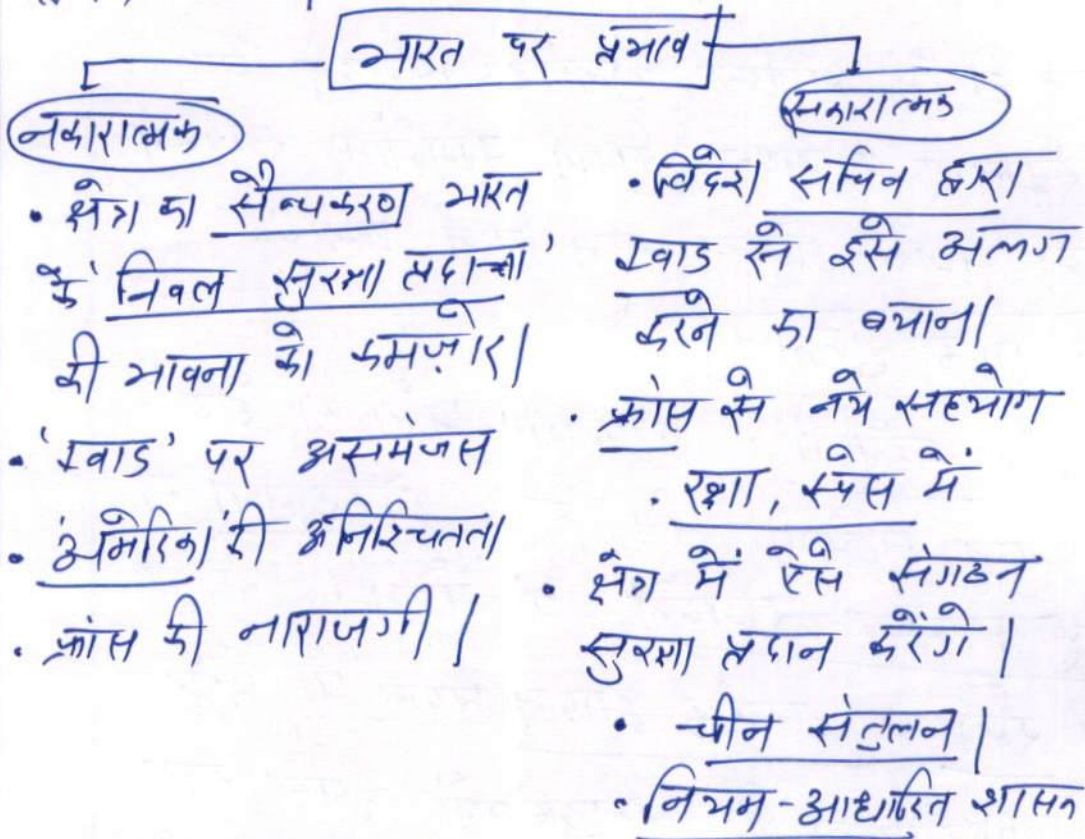 भारत पर प्रभाव
नकारात्मक
• क्षेत्र का सैन्यकरण भारत
के 'निवल सुरक्षा प्रदाता'
की भावना को कमज़ोर।
• 'क्वाड' पर असमंजस
• अमेरिका की अनिश्चितता
• फ्रांस की नाराजगी।
सकारात्मक
• विदेश सचिव द्वारा
क्वाड से इसे अलग
करने का बयान।
• फ्रांस से नये सहयोग
• रक्षा, स्पेस में
• क्षेत्र में ऐसे संगठन
सुरक्षा प्रदान करेंगे।
• चीन संतुलन।
• नियम-आधारित शासन